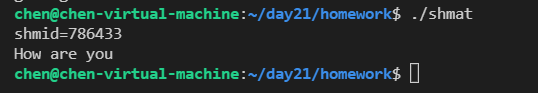 chen@chen-virtual-machine:~/day21/homework$ ./shmat
shmid=786433
How are you
chen@chen-virtual-machine:~/day21/homework$